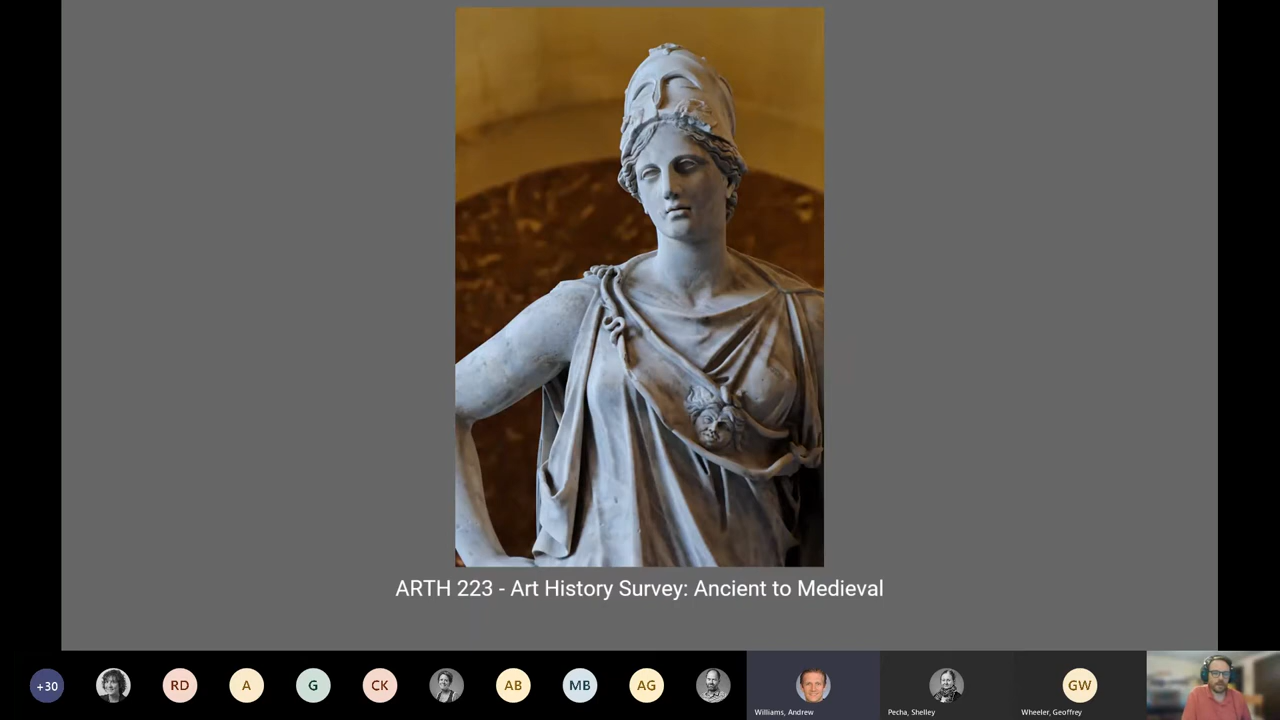 ARTH 223 - Art History Survey: Ancient to Medieval
+30
RD
A
G
CK
AB
MB
AG
GW
Williams, Andrew
Pecha, Shelley
Wheeler, Geoffrey